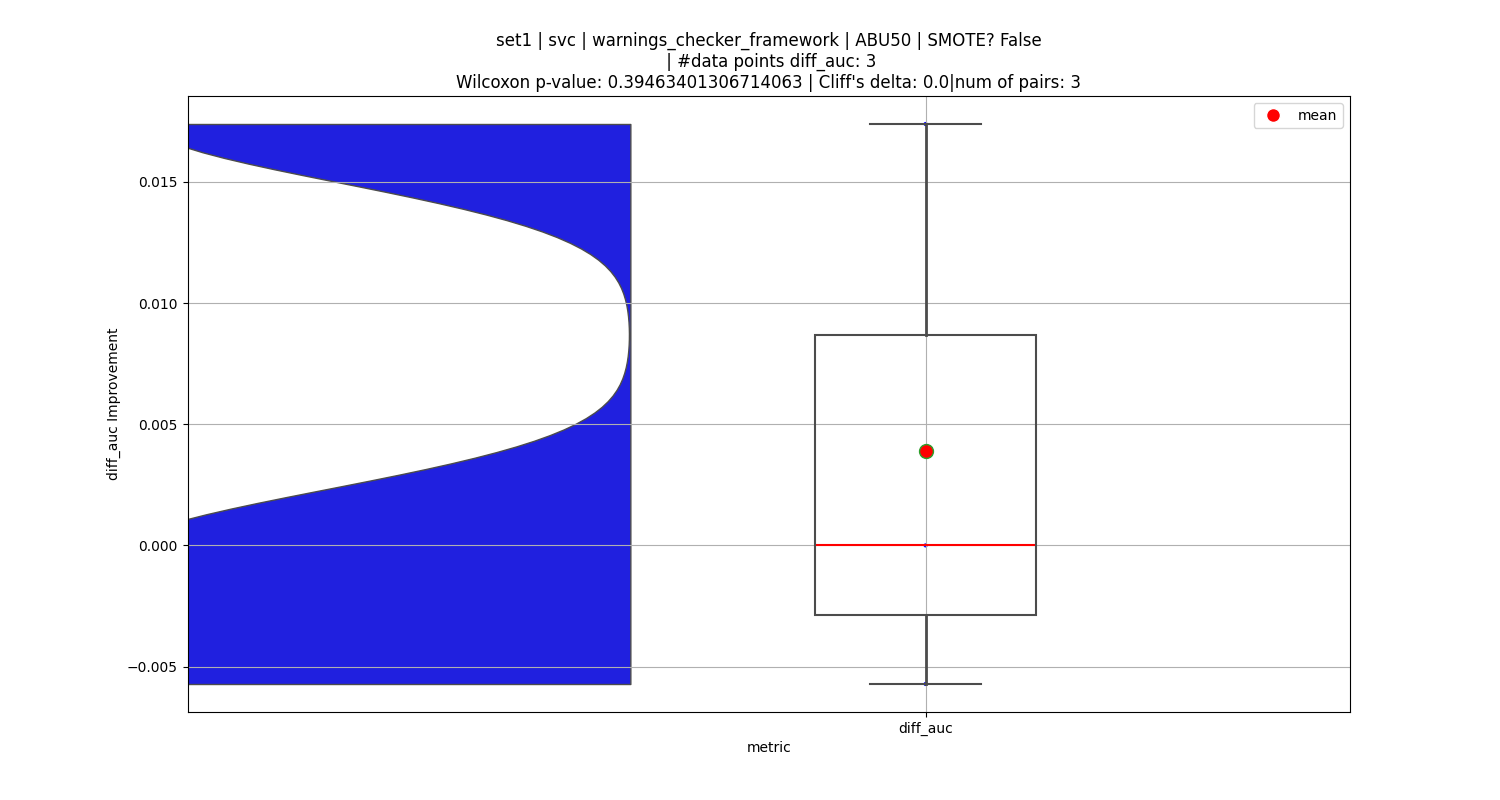 set1 | svc | warnings_checker_framework | ABU50 | SMOTE? False
| #data points diff_auc: 3
Wilcoxon p-value: 0.39463401306714063 | Cliff's delta: 0.0|num of pairs: 3
mean
0.015
0.010
0.005
0.000
−0.005
diff_auc Improvement
diff_auc
metric